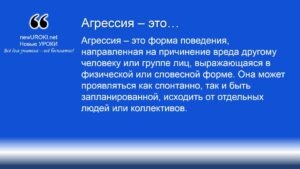 Агрессия – это…
newUROKI.net
Новые УРОКИ
Всё для учителя – всё бесплатно!
Агрессия – это форма поведения,
направленная на причинение вреда другому
человеку или группе лиц, выражающаяся в
физической или словесной форме. Она может
проявляться как спонтанно, так и быть
запланированной, исходить от отдельных
людей или коллективов.